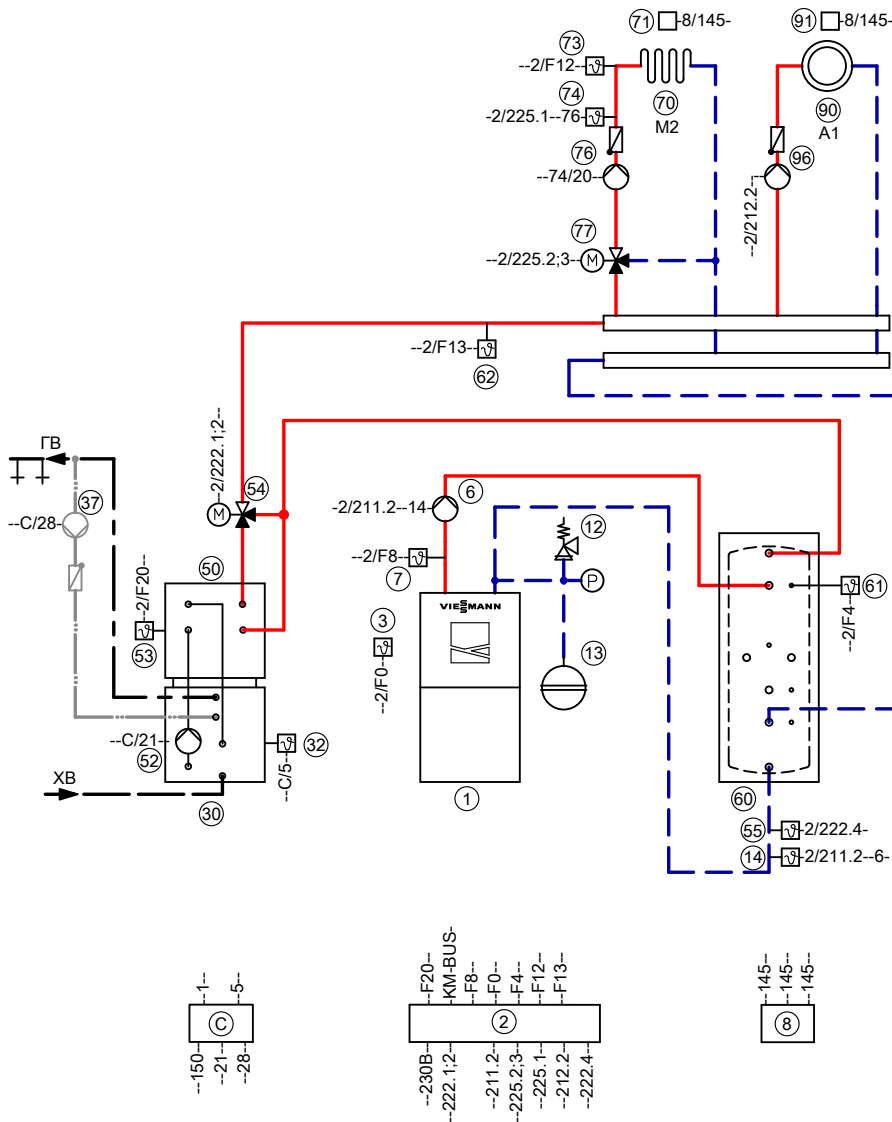 71 -8/145-
91 -8/145-
73
--2/F12--
74
-2/225.1--76-
70
M2
90
A1
76
96
--74/20--
--2/212.2--
77
--2/225.2;3--
M
--2/F13--
62
--2/222.1;2--
ГВ
54
M
37
--C/28-
6
-2/211.2--14-
12
--2/F8--
7
P
50
--2/F20--
53
VIESSMANN
3
--2/F0--
13
61
--2/F4--
--C/21--
52
32
--C/5--
ХВ
30
1
60
55
-2/222.4-
14
-2/211.2--6-
1--
5--
C
--150--
--21--
--28--
--F20--
-KM-BUS-
--F8--
--F0--
--F4--
--F12--
--F13--
2
--230B--
--222.1;2--
--211.2--
--225.2;3--
--225.1--
--212.2--
--222.4--
--145--
--145--
--145--
8